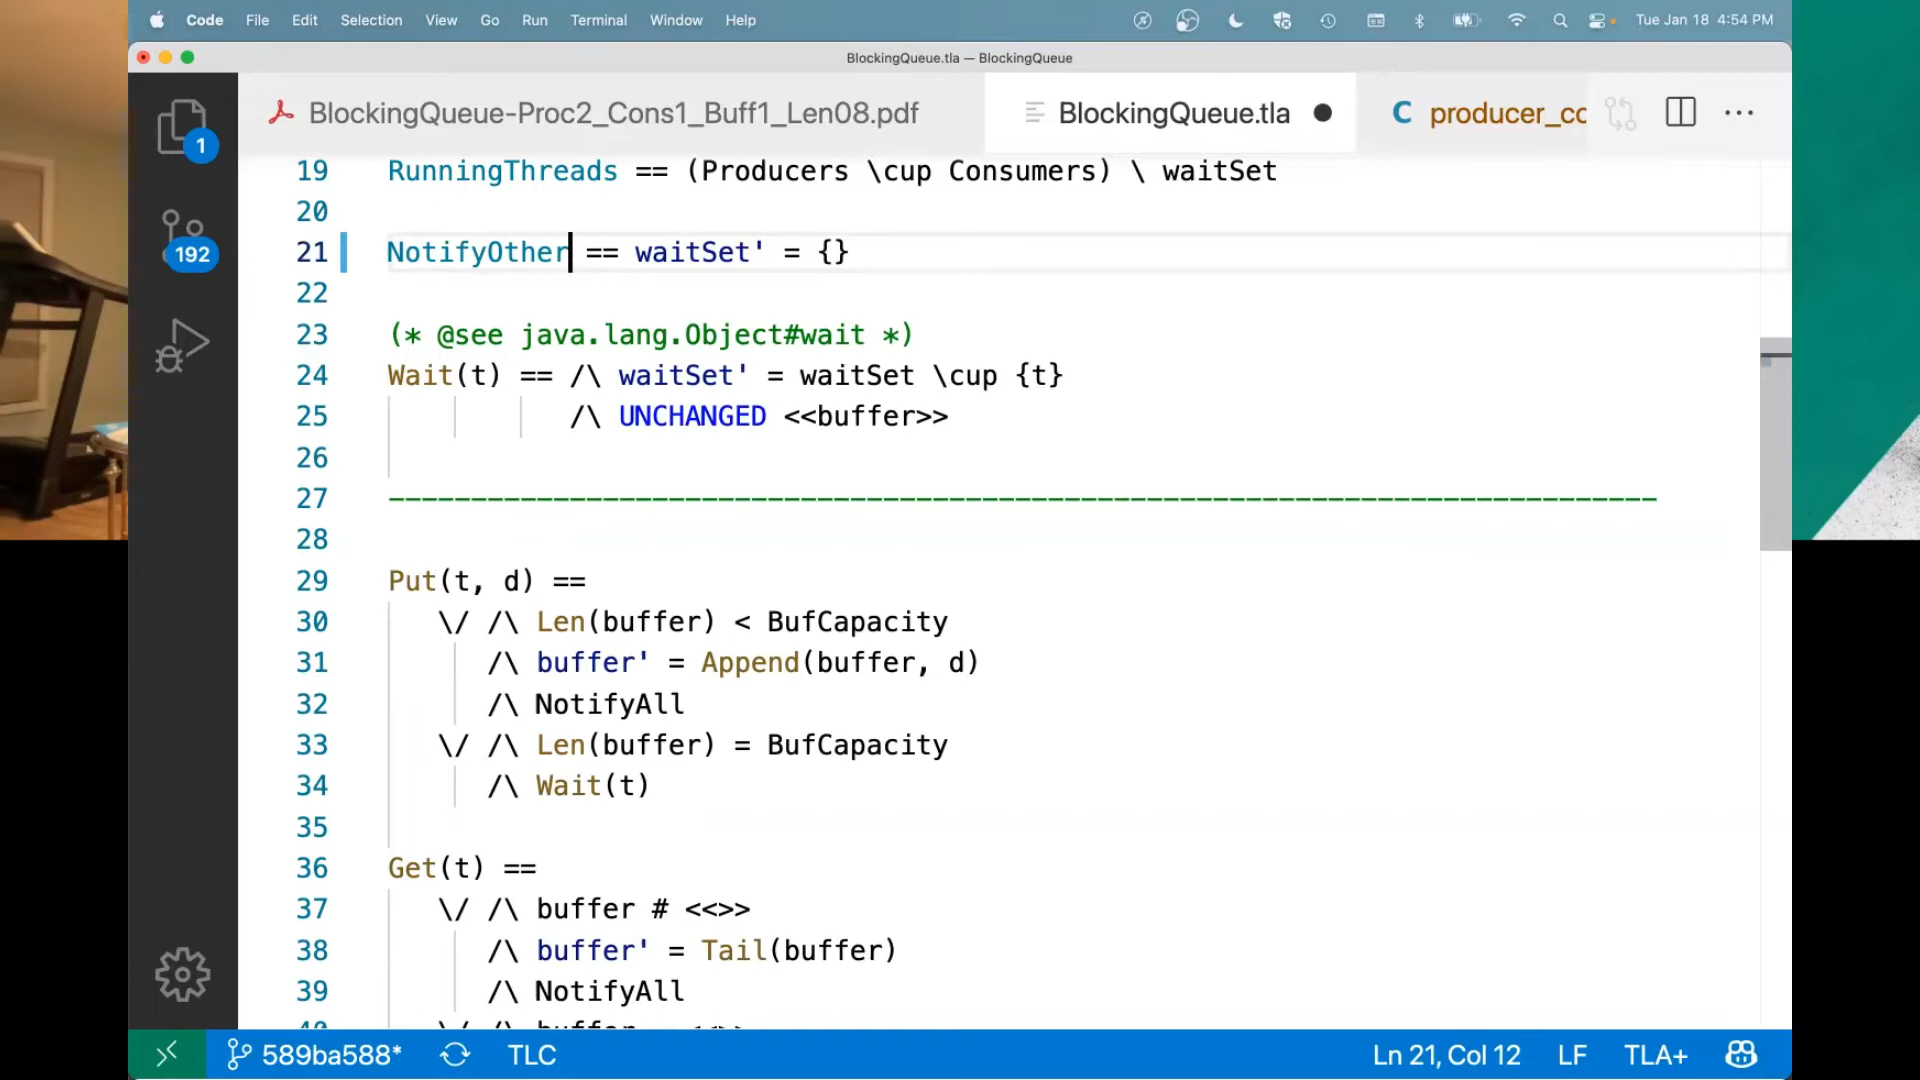 Code File Edit Selection View Go Run Terminal Window Help Tue Jan 18 4:54 PM
BlockingQueue.tla — BlockingQueue
BlockingQueue-Proc2_Cons1_Buff1_Len08.pdf BlockingQueue.tla C producer_cc
1
192
19 RunningThreads == (Producers \cup Consumers) \ waitSet
20
21 NotifyOther == waitSet' = {}
22
23 (* @see java.lang.Object#wait *)
24 Wait(t) == /\ waitSet' = waitSet \cup {t}
25 /\ UNCHANGED <<buffer>>
26
27 -----------------------------------------------------------------------------
28
29 Put(t, d) ==
30 \/ /\ Len(buffer) < BufCapacity
31 /\ buffer' = Append(buffer, d)
32 /\ NotifyAll
33 \/ /\ Len(buffer) = BufCapacity
34 /\ Wait(t)
35
36 Get(t) ==
37 \/ /\ buffer # <<>>
38 /\ buffer' = Tail(buffer)
39 /\ NotifyAll
589ba588* TLC Ln 21, Col 12 LF TLA+